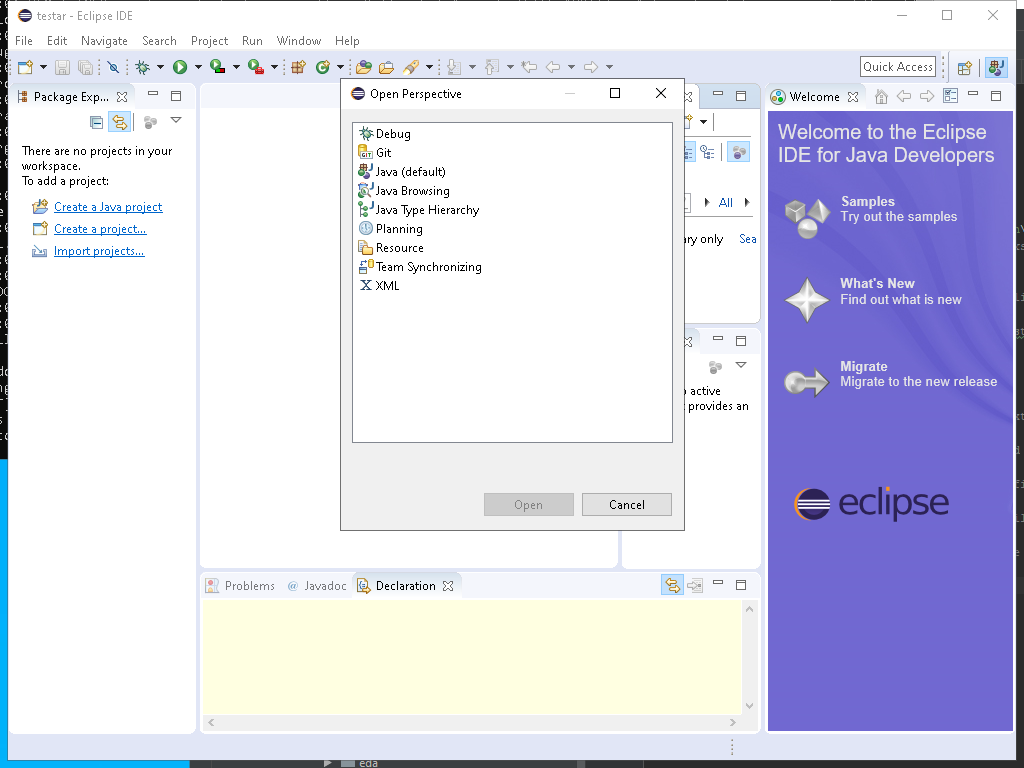 testar - Eclipse IDE
File Edit Navigate Search Project Run Window Help
Quick Access
Package Exp...
There are no projects in your
workspace.
To add a project:
Create a Java project
Create a project...
Import projects...
Open Perspective
Debug
Git
Java (default)
Java Browsing
Java Type Hierarchy
Planning
Resource
Team Synchronizing
XML
Open
Cancel
All
only
active
provides an
Problems
@ Javadoc
Declaration
Welcome
Welcome to the Eclipse
IDE for Java Developers
Samples
Try out the samples
What's New
Find out what is new
Migrate
Migrate to the new release
eclipse
eda